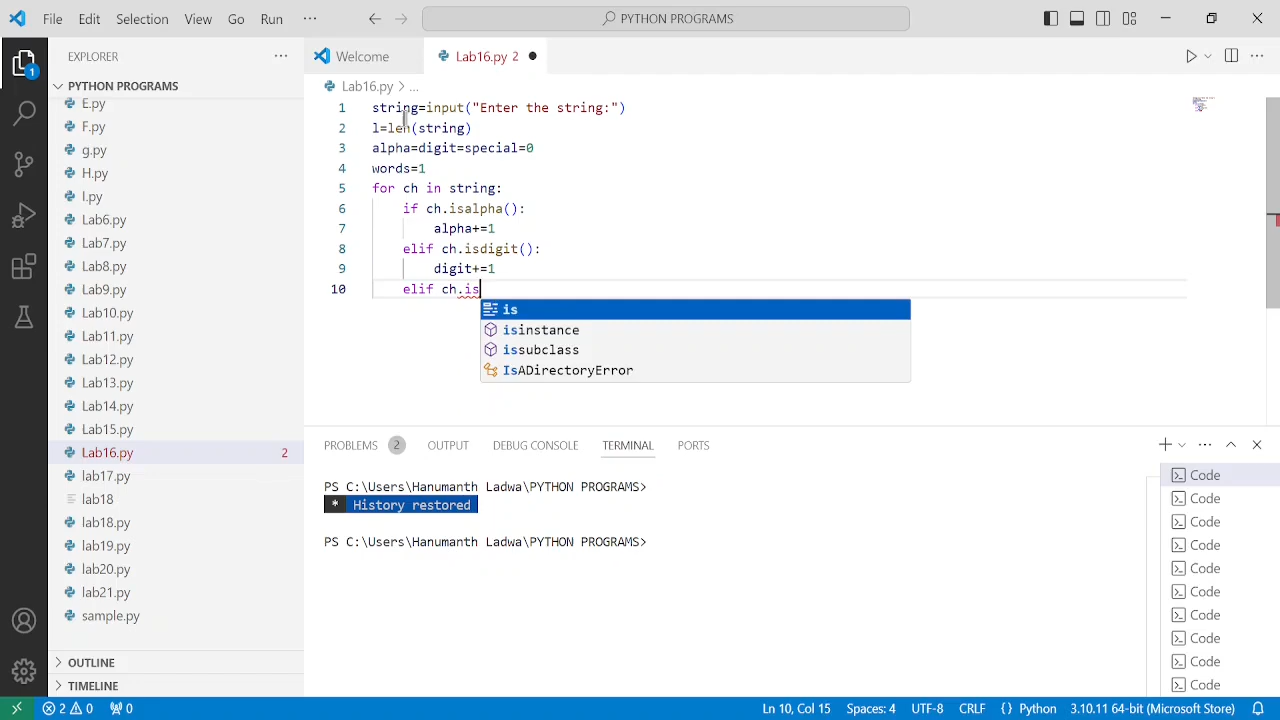 File Edit Selection View Go Run ··· PYTHON PROGRAMS
EXPLORER ···
1
PYTHON PROGRAMS
E.py
F.py
g.py
H.py
I.py
Lab6.py
Lab7.py
Lab8.py
Lab9.py
Lab10.py
Lab11.py
Lab12.py
Lab13.py
Lab14.py
Lab15.py
Lab16.py 2
lab17.py
lab18
lab18.py
lab19.py
lab20.py
lab21.py
sample.py
OUTLINE
TIMELINE
Welcome Lab16.py 2
Lab16.py > ...
1 string=input("Enter the string:")
2 l=len(string)
3 alpha=digit=special=0
4 words=1
5 for ch in string:
6 if ch.isalpha():
7 alpha+=1
8 elif ch.isdigit():
9 digit+=1
10 elif ch.is
is
isinstance
issubclass
IsADirectoryError
PROBLEMS 2 OUTPUT DEBUG CONSOLE TERMINAL PORTS
PS C:\Users\Hanumanth Ladwa\PYTHON PROGRAMS>
* History restored
PS C:\Users\Hanumanth Ladwa\PYTHON PROGRAMS>
Code
Code
Code
Code
Code
Code
Code
Code
Code
Code
2 0 0 Ln 10, Col 15 Spaces: 4 UTF-8 CRLF {} Python 3.10.11 64-bit (Microsoft Store)